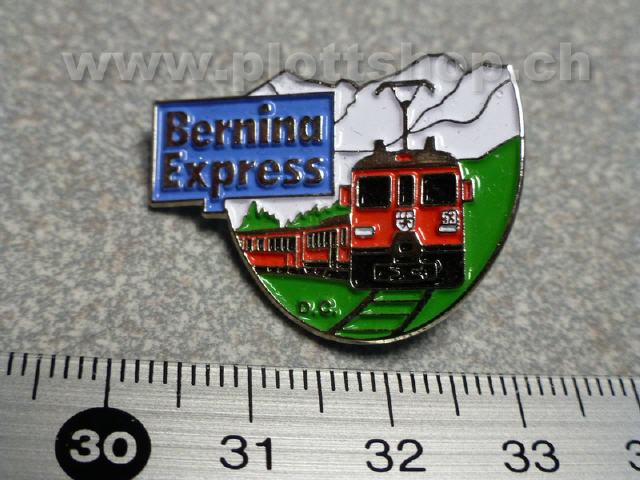 www.plottshop.ch
Bernina
Express
53
D.C.
30 31 32 33